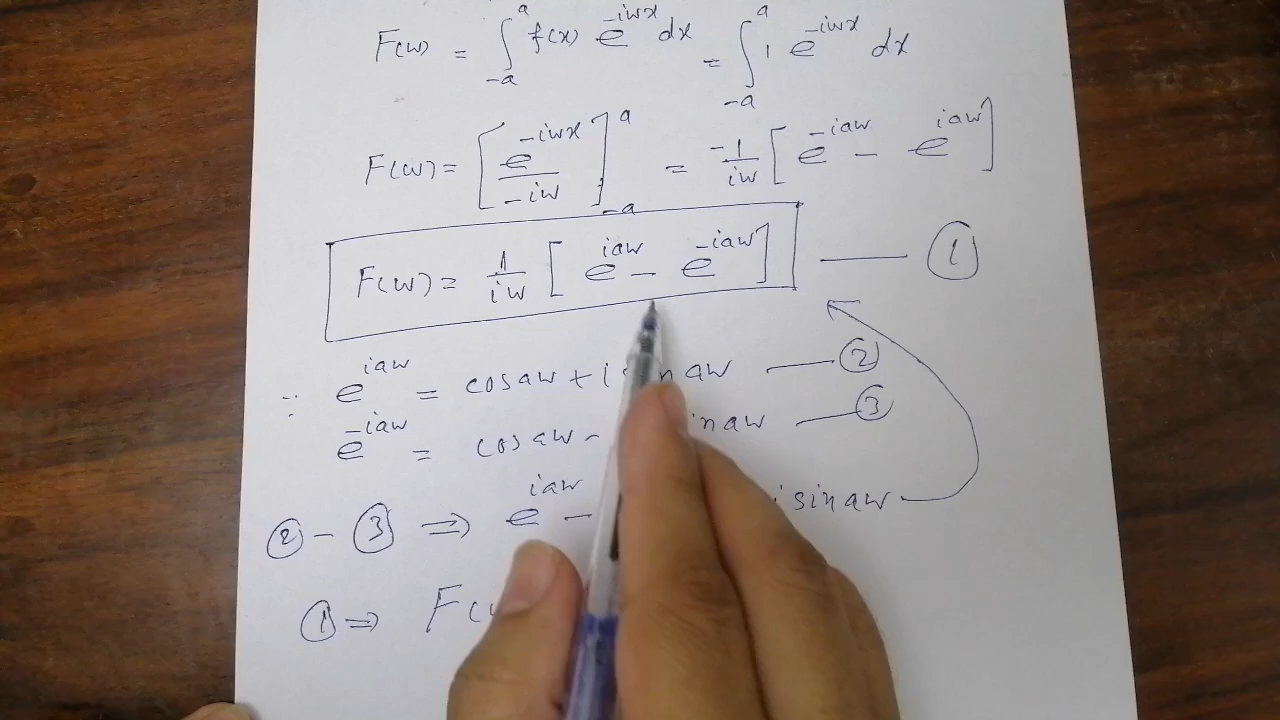 F(w) = ∫_{-a}^{a} f(x) e^{-iwx} dx = ∫_{-a}^{a} 1 e^{-iwx} dx
F(w) = [e^{-iwx} / -iw]_{-a}^{a} = -1/iw [e^{-iaw} - e^{iaw}]
F(w) = 1/iw [e^{iaw} - e^{-iaw}] — ①
∵ e^{iaw} = cosaw + i sinaw — ②
e^{-iaw} = cosaw - inaw — ③
② - ③ ⇒ e^{iaw} - isinaw
① ⇒ F(